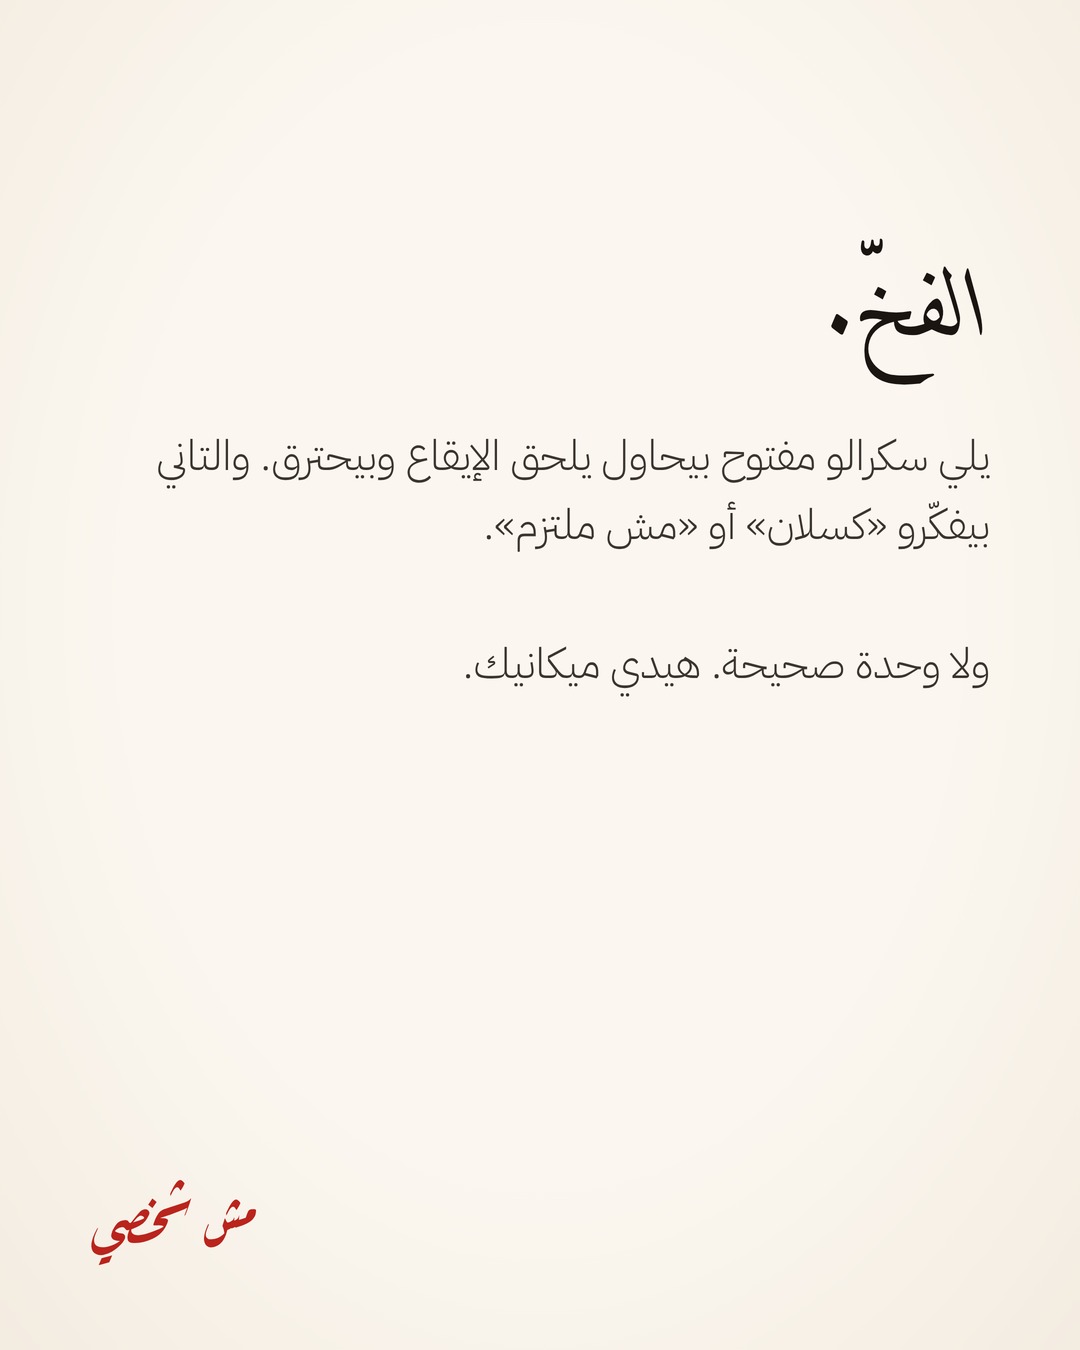 الفخّ.
يلي سكرالو مفتوح بيحاول يلحق الإيقاع وبيحترق. والتاني
بيفكّرو «كسلان» أو «مش ملتزم».
ولا وحدة صحيحة. هيدي ميكانيك.
مش شخصي